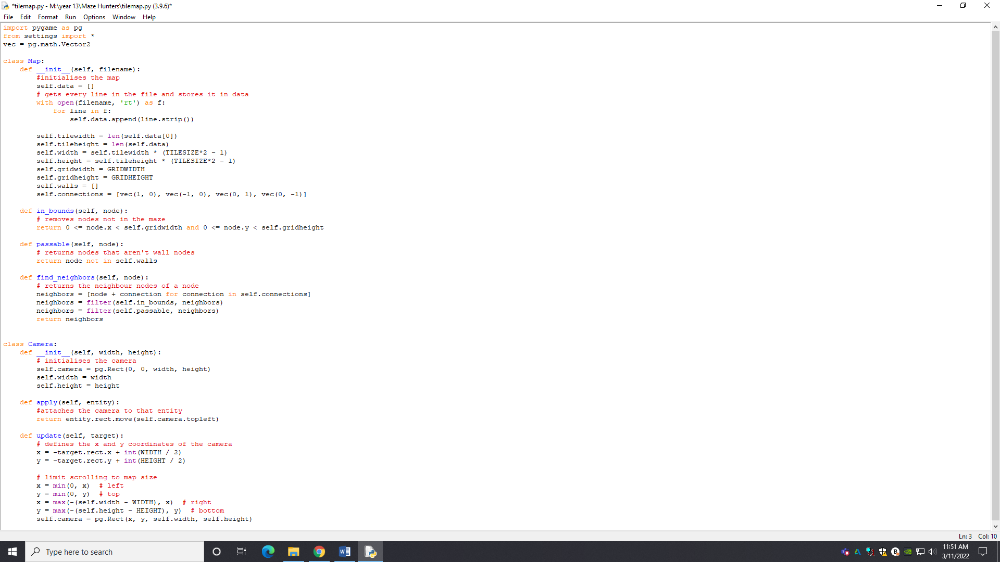 *tilemap.py - M:\year 13\Maze Hunters\tilemap.py (3.9.6)*
File Edit Format Run Options Window Help
import pygame as pg
from settings import *
vec = pg.math.Vector2

class Map:
    def __init__(self, filename):
        #initialises the map
        self.data = []
        # gets every line in the file and stores it in data
        with open(filename, 'rt') as f:
            for line in f:
                self.data.append(line.strip())

        self.tilewidth = len(self.data[0])
        self.tileheight = len(self.data)
        self.width = self.tilewidth * (TILESIZE*2 - 1)
        self.height = self.tileheight * (TILESIZE*2 - 1)
        self.gridwidth = GRIDWIDTH
        self.gridheight = GRIDHEIGHT
        self.walls = []
        self.connections = [vec(1, 0), vec(-1, 0), vec(0, 1), vec(0, -1)]

    def in_bounds(self, node):
        # removes nodes not in the maze
        return 0 <= node.x < self.gridwidth and 0 <= node.y < self.gridheight

    def passable(self, node):
        # returns nodes that aren't wall nodes
        return node not in self.walls

    def find_neighbors(self, node):
        # returns the neighbour nodes of a node
        neighbors = [node + connection for connection in self.connections]
        neighbors = filter(self.in_bounds, neighbors)
        neighbors = filter(self.passable, neighbors)
        return neighbors


class Camera:
    def __init__(self, width, height):
        # initialises the camera
        self.camera = pg.Rect(0, 0, width, height)
        self.width = width
        self.height = height

    def apply(self, entity):
        #attaches the camera to that entity
        return entity.rect.move(self.camera.topleft)

    def update(self, target):
        # defines the x and y coordinates of the camera
        x = -target.rect.x + int(WIDTH / 2)
        y = -target.rect.y + int(HEIGHT / 2)

        # limit scrolling to map size
        x = min(0, x)  # left
        y = min(0, y)  # top
        x = max(-(self.width - WIDTH), x)  # right
        y = max(-(self.height - HEIGHT), y)  # bottom
        self.camera = pg.Rect(x, y, self.width, self.height)
Ln: 3 Col: 10
Type here to search
11:51 AM
3/11/2022